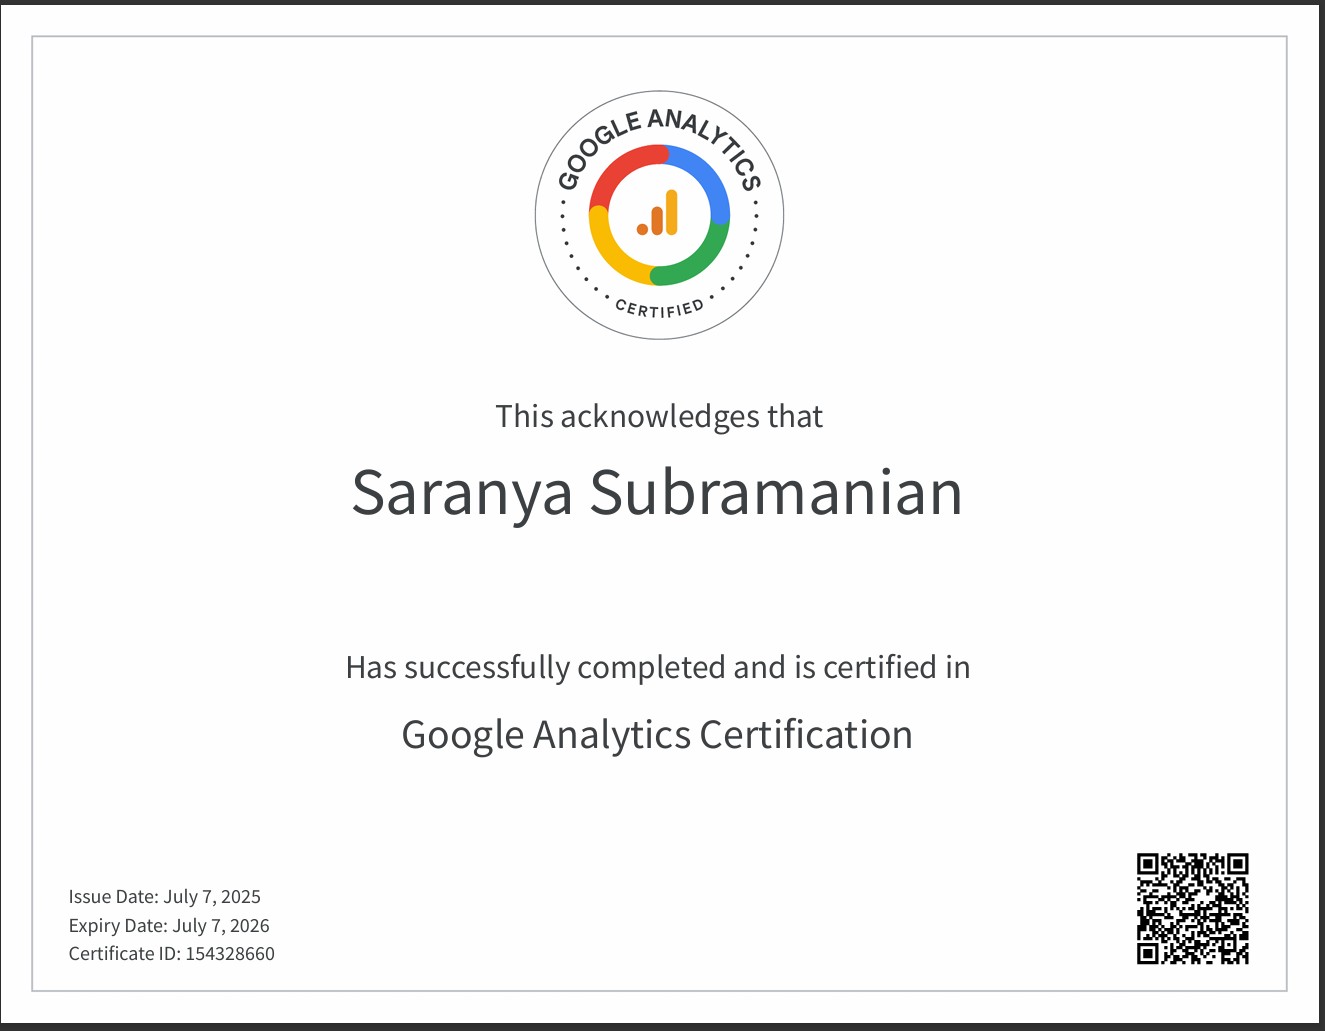 GOOGLE ANALYTICS
CERTIFIED
This acknowledges that
Saranya Subramanian
Has successfully completed and is certified in
Google Analytics Certification
Issue Date: July 7, 2025
Expiry Date: July 7, 2026
Certificate ID: 154328660